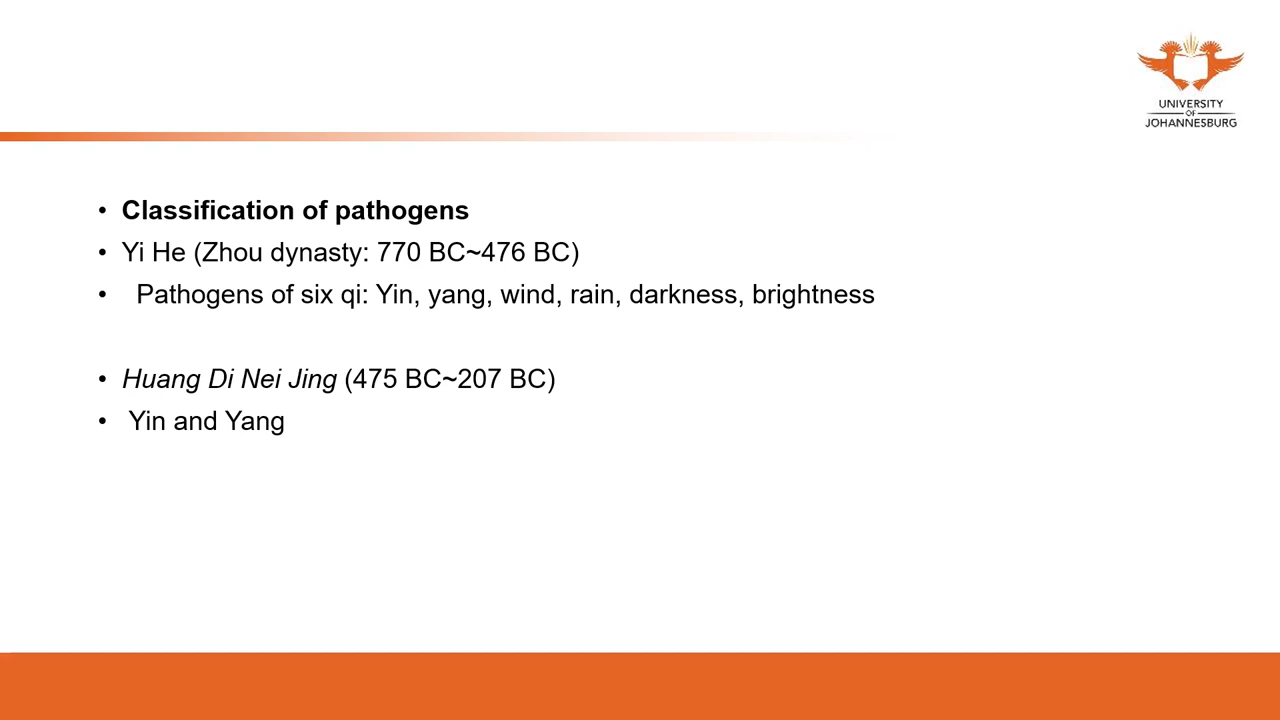 UNIVERSITY
OF
JOHANNESBURG
• Classification of pathogens
• Yi He (Zhou dynasty: 770 BC~476 BC)
• Pathogens of six qi: Yin, yang, wind, rain, darkness, brightness
• Huang Di Nei Jing (475 BC~207 BC)
• Yin and Yang